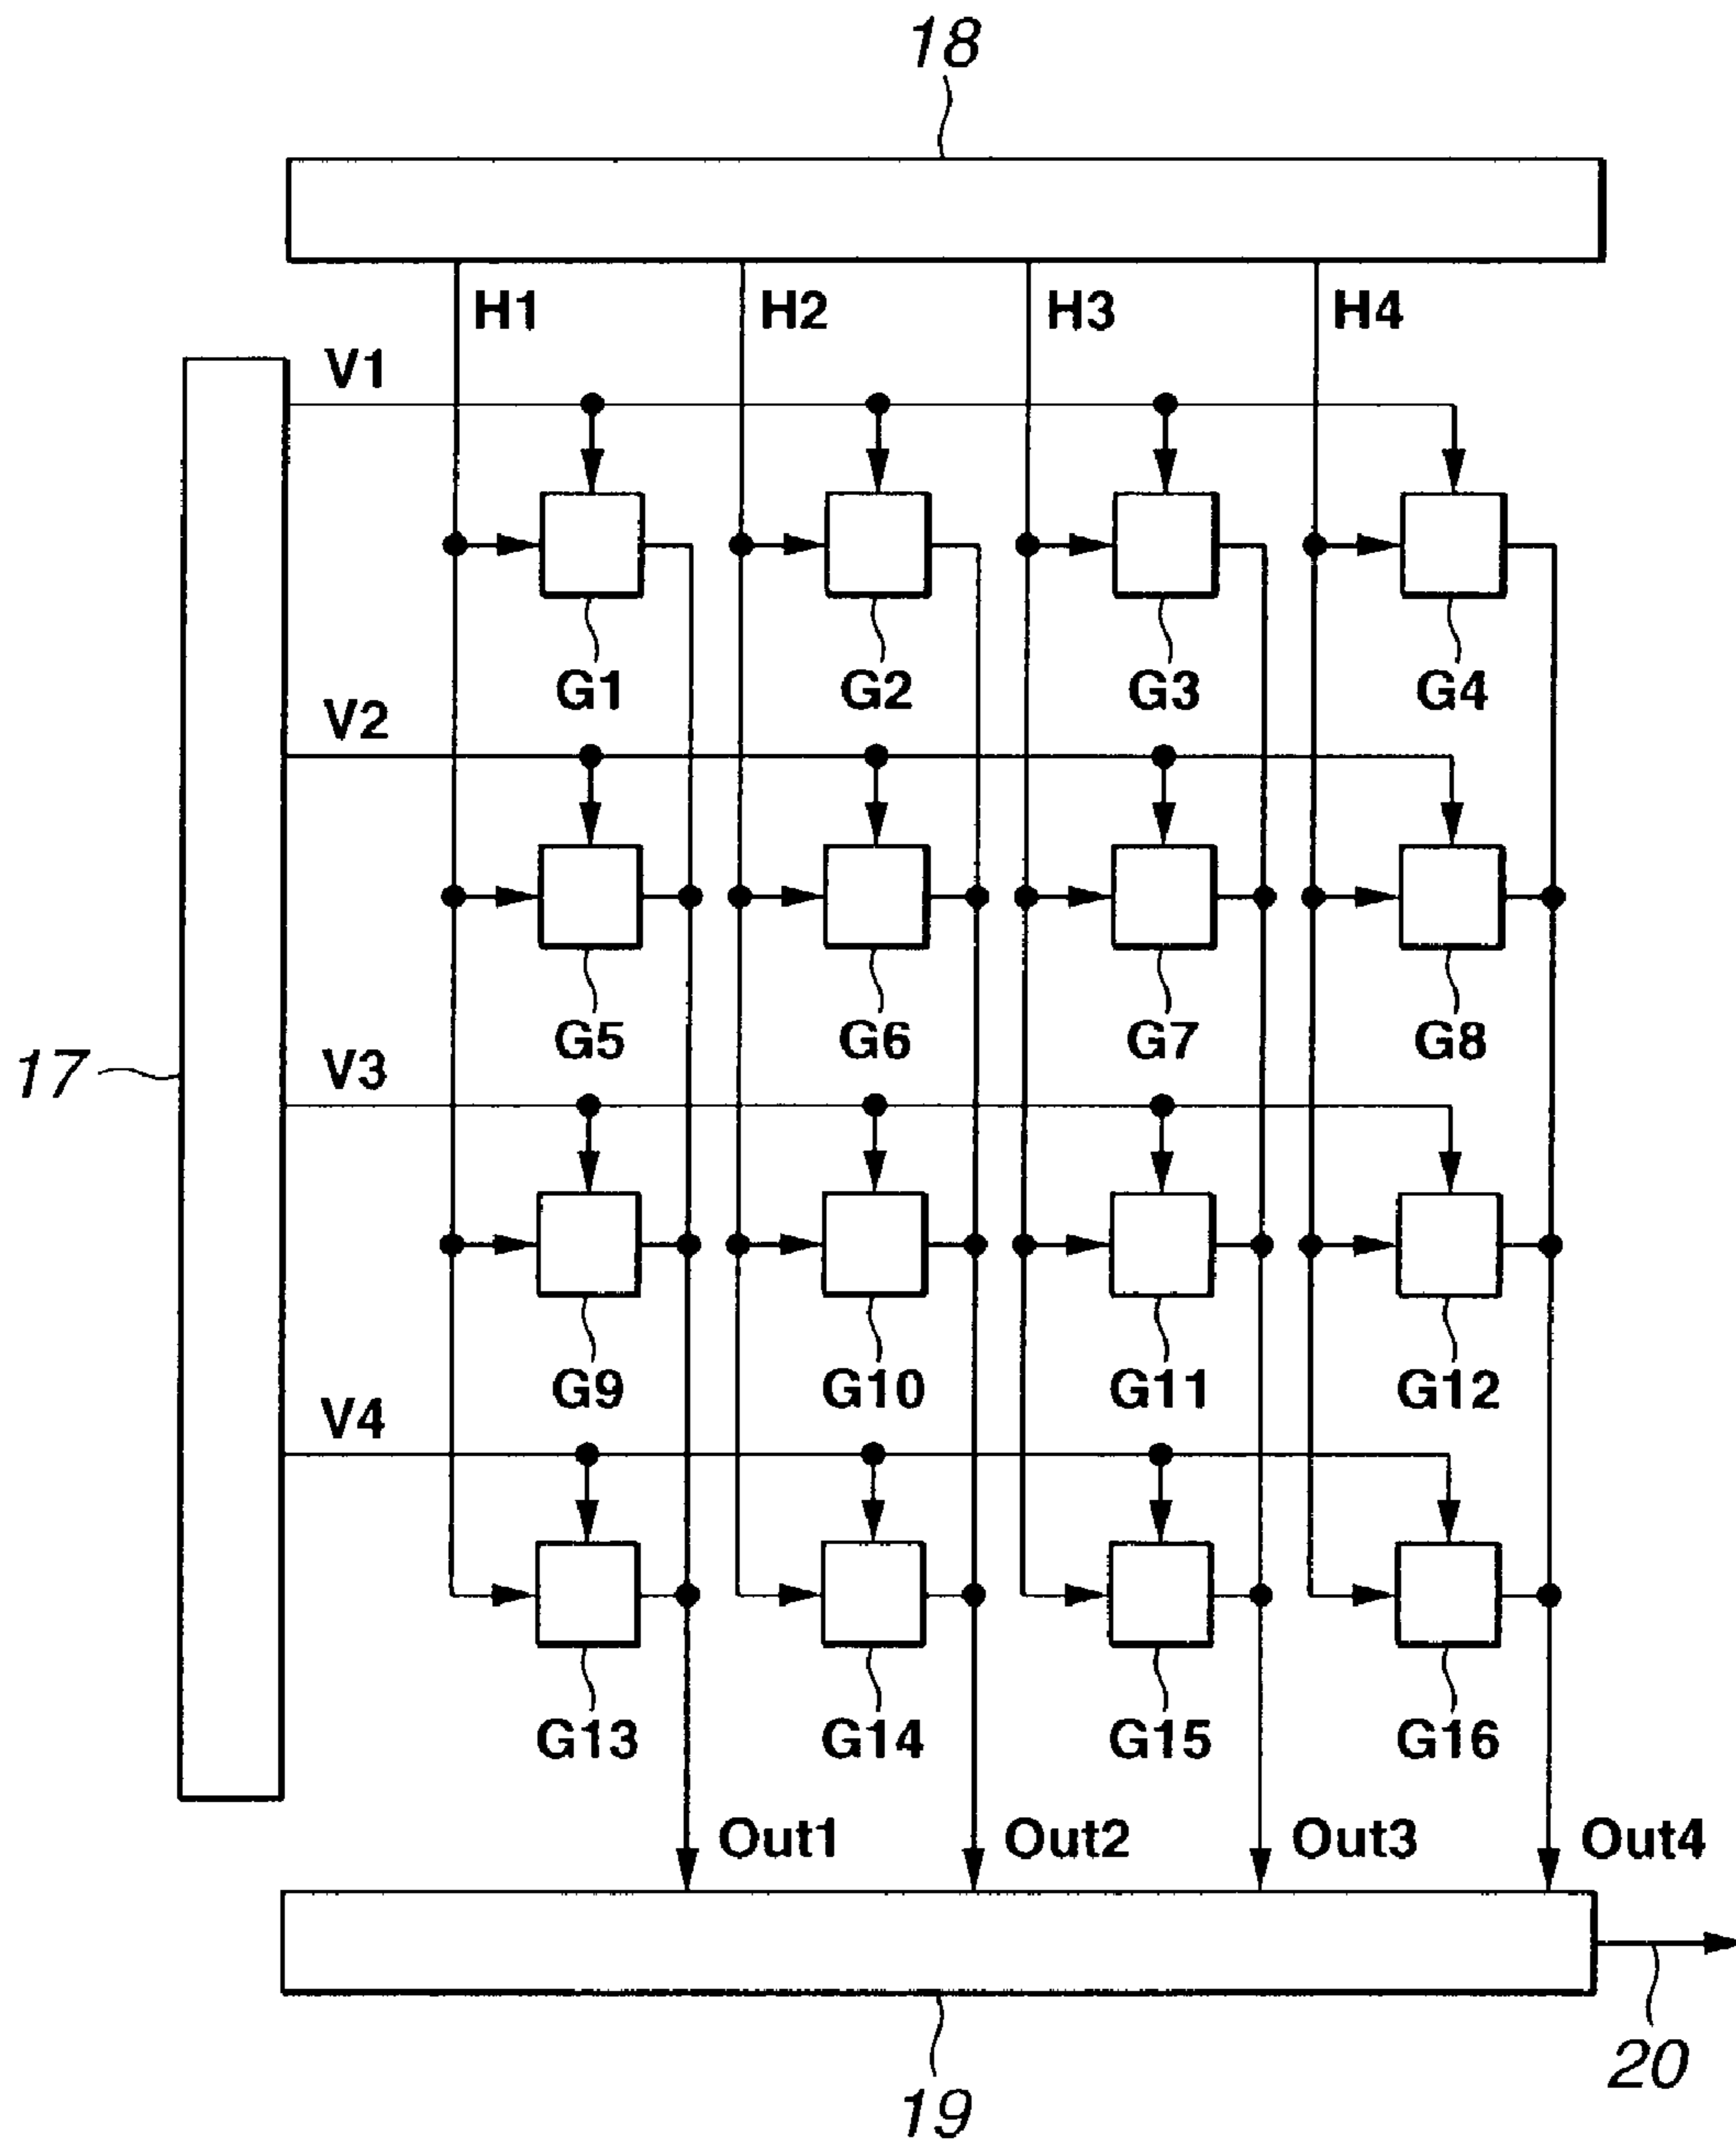 18
H1 H2 H3 H4
V1
G1 G2 G3 G4
V2
G5 G6 G7 G8
17
V3
G9 G10 G11 G12
V4
G13 G14 G15 G16
Out1 Out2 Out3 Out4
20
19